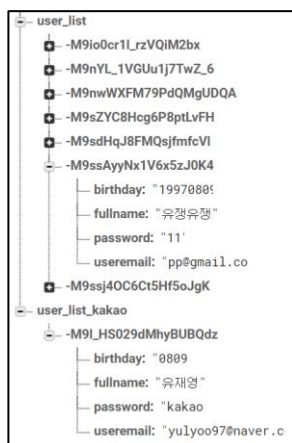 user_list
-M9io0cr1l_rzVQiM2bx
-M9nYL_1VGUu1j7TwZ_6
-M9nwWXFM79PdQMgUDQA
-M9sZYC8Hcg6P8ptLvFH
-M9sdHqJ8FMQsjfmfcVl
-M9ssAyyNx1V6x5zJ0K4
birthday: "19970809
fullname: "유쟁유쟁"
password: "11'
useremail: "pp@gmail.co
-M9ssj4OC6Ct5Hf5oJgK
user_list_kakao
-M9l_HS029dMhyBUBQdz
birthday: "0809
fullname: "유재영"
password: "kakao
useremail: "yulyoo97@naver.c